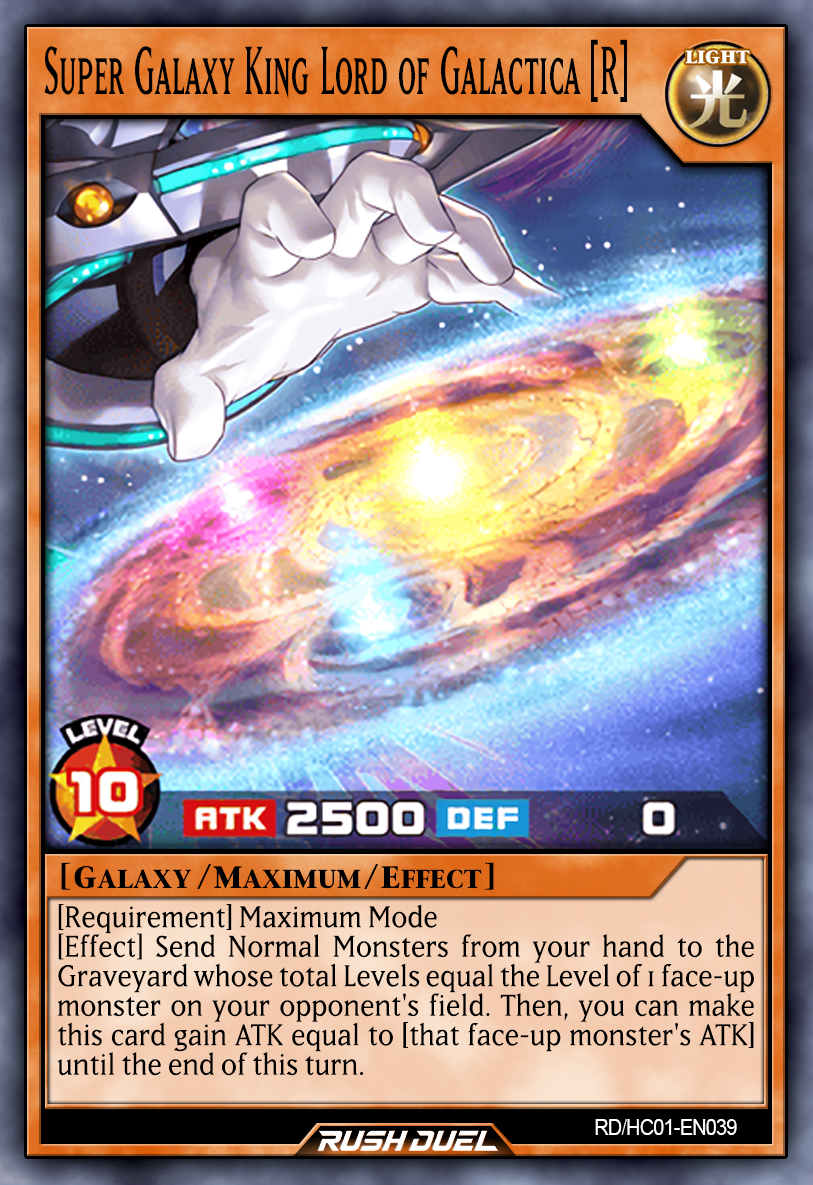 Super Galaxy King Lord of Galactica [R]
LIGHT
光
LEVEL
10
ATK 2500 DEF 0
[Galaxy /Maximum/Effect]
[Requirement] Maximum Mode
[Effect] Send Normal Monsters from your hand to the
Graveyard whose total Levels equal the Level of 1 face-up
monster on your opponent's field. Then, you can make
this card gain ATK equal to [that face-up monster's ATK]
until the end of this turn.
RD/HC01-EN039
RUSH DUEL